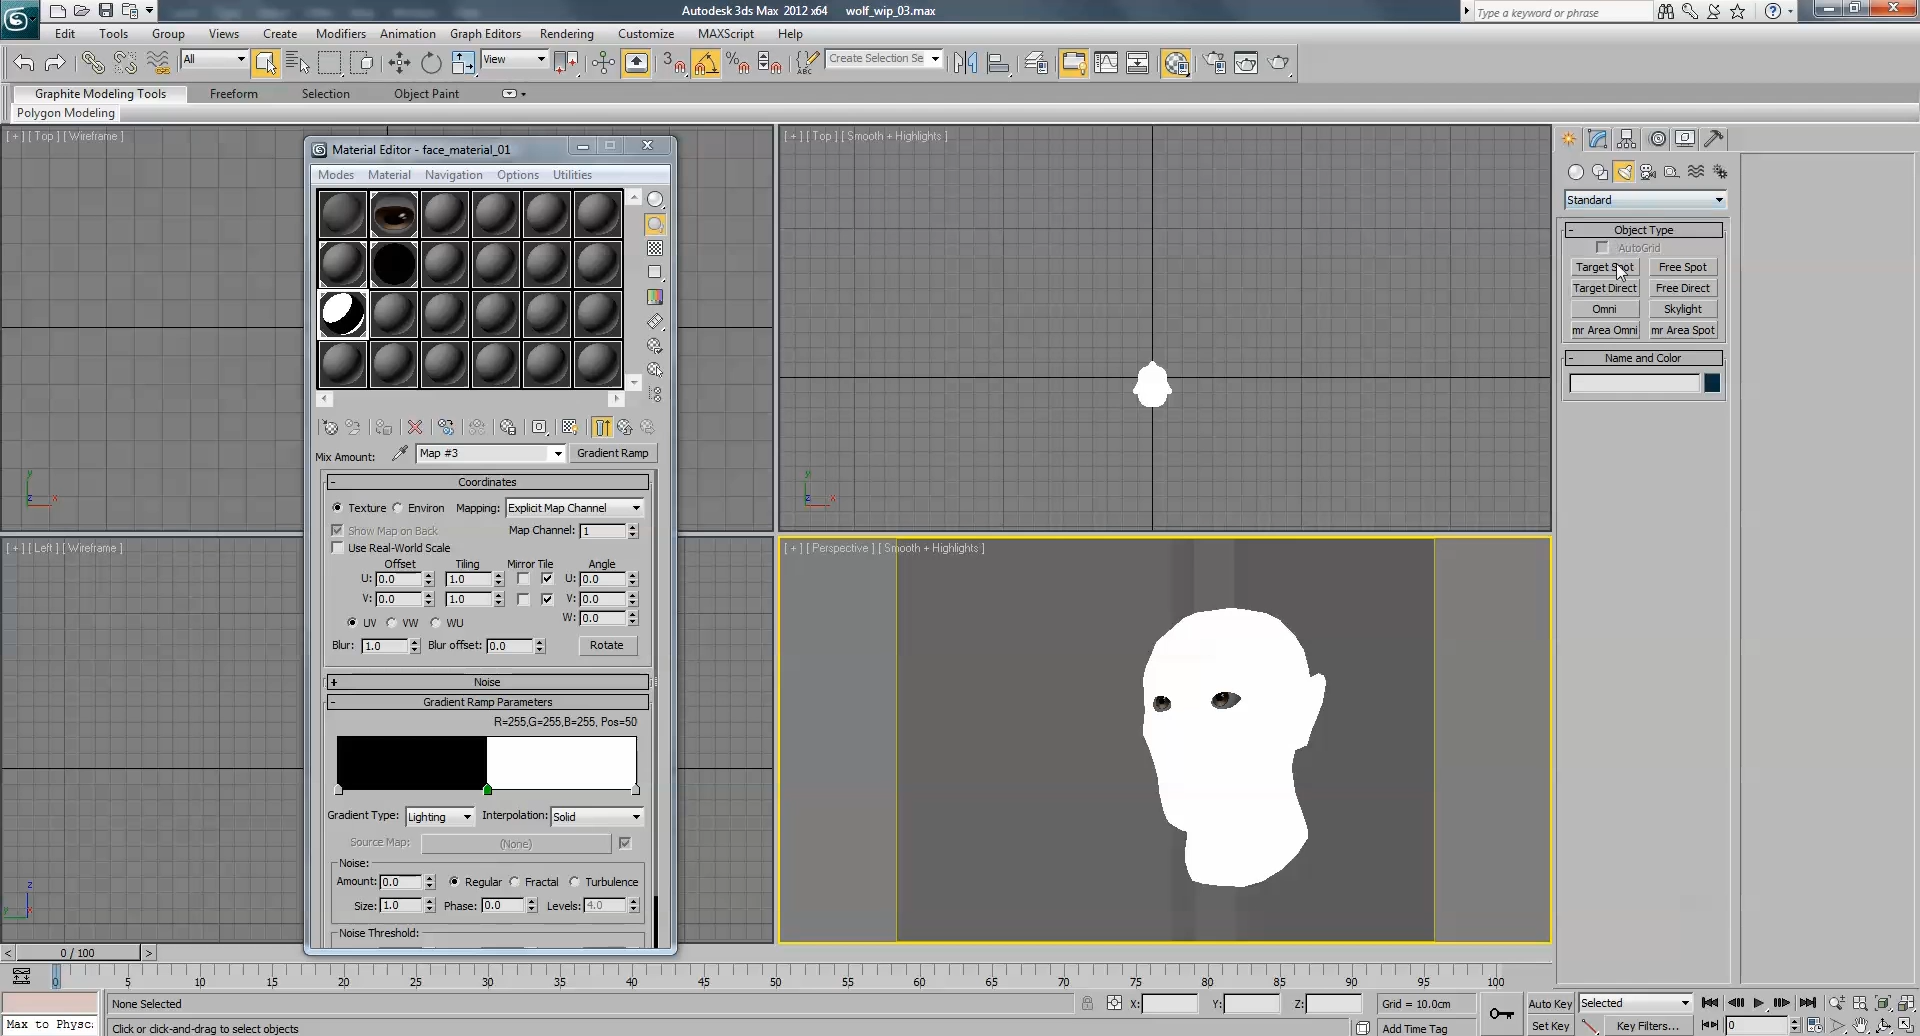 Autodesk 3ds Max 2012 x64 wolf_wip_03.max
Type a keyword or phrase
Edit Tools Group Views Create Modifiers Animation Graph Editors Rendering Customize MAXScript Help
All
View
3
Create Selection Se
Graphite Modeling Tools Freeform Selection Object Paint
Polygon Modeling
[ + ] [ Top ] [ Wireframe ]
[ + ] [ Top ] [ Smooth + Highlights ]
Material Editor - face_material_01
Modes Material Navigation Options Utilities
Mix Amount: Map #3 Gradient Ramp
- Coordinates
Texture Environ Mapping: Explicit Map Channel
Show Map on Back Map Channel: 1
Use Real-World Scale
Offset Tiling Mirror Tile Angle
U: 0.0 1.0 U: 0.0
V: 0.0 1.0 V: 0.0
W: 0.0
UV VW WU
Blur: 1.0 Blur offset: 0.0 Rotate
+ Noise
- Gradient Ramp Parameters
R=255,G=255,B=255, Pos=50
Gradient Type: Lighting Interpolation: Solid
Source Map: (None)
Noise:
Amount: 0.0 Regular Fractal Turbulence
Size: 1.0 Phase: 0.0 Levels: 4.0
Noise Threshold:
[ + ] [ Left ] [ Wireframe ]
[ + ] [ Perspective ] [ Smooth + Highlights ]
Standard
- Object Type
AutoGrid
Target Spot Free Spot
Target Direct Free Direct
Omni Skylight
mr Area Omni mr Area Spot
- Name and Color
< 0 / 100 >
0 5 10 15 20 25 30 35 40 45 50 55 60 65 70 75 80 85 90 95 100
None Selected X: Y: Z: Grid = 10.0cm Auto Key Selected
Max to Physc: Click or click-and-drag to select objects Add Time Tag Set Key Key Filters... 0